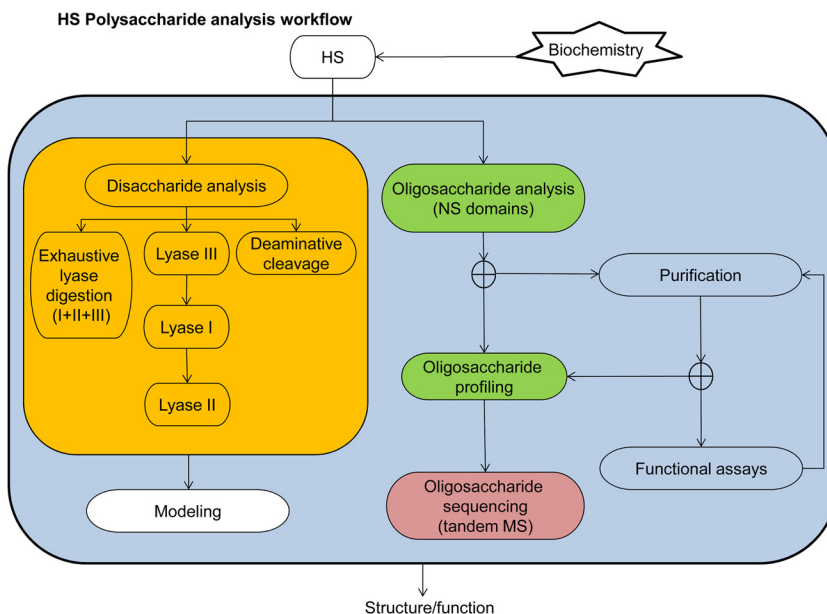 HS Polysaccharide analysis workflow
HS
Biochemistry
Disaccharide analysis
Exhaustive
lyase
digestion
(I+II+III)
Lyase III
Deaminative
cleavage
Lyase I
Lyase II
Modeling
Oligosaccharide analysis
(NS domains)
Purification
Oligosaccharide
profiling
Functional assays
Oligosaccharide
sequencing
(tandem MS)
Structure/function